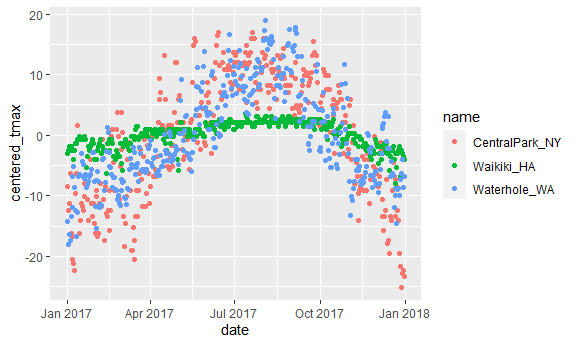 20
10
0
-10
-20
centered_tmax
Jan 2017
Apr 2017
Jul 2017
Oct 2017
Jan 2018
date
name
CentralPark_NY
Waikiki_HA
Waterhole_WA